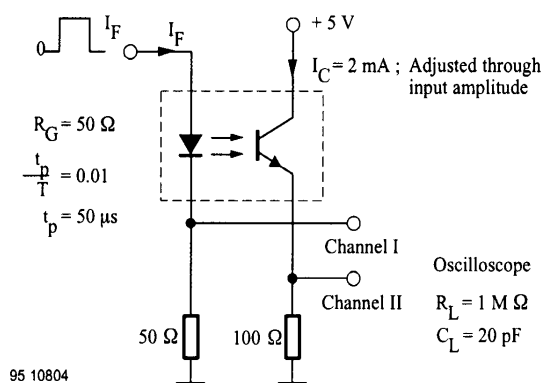 I_F
0
I_F
+ 5 V
I_C = 2 mA ; Adjusted through
input amplitude
R_G = 50 Ω
t_p
T
= 0.01
t_p = 50 μs
Channel I
Channel II
Oscilloscope
R_L = 1 M Ω
C_L = 20 pF
50 Ω
100 Ω
95 10804